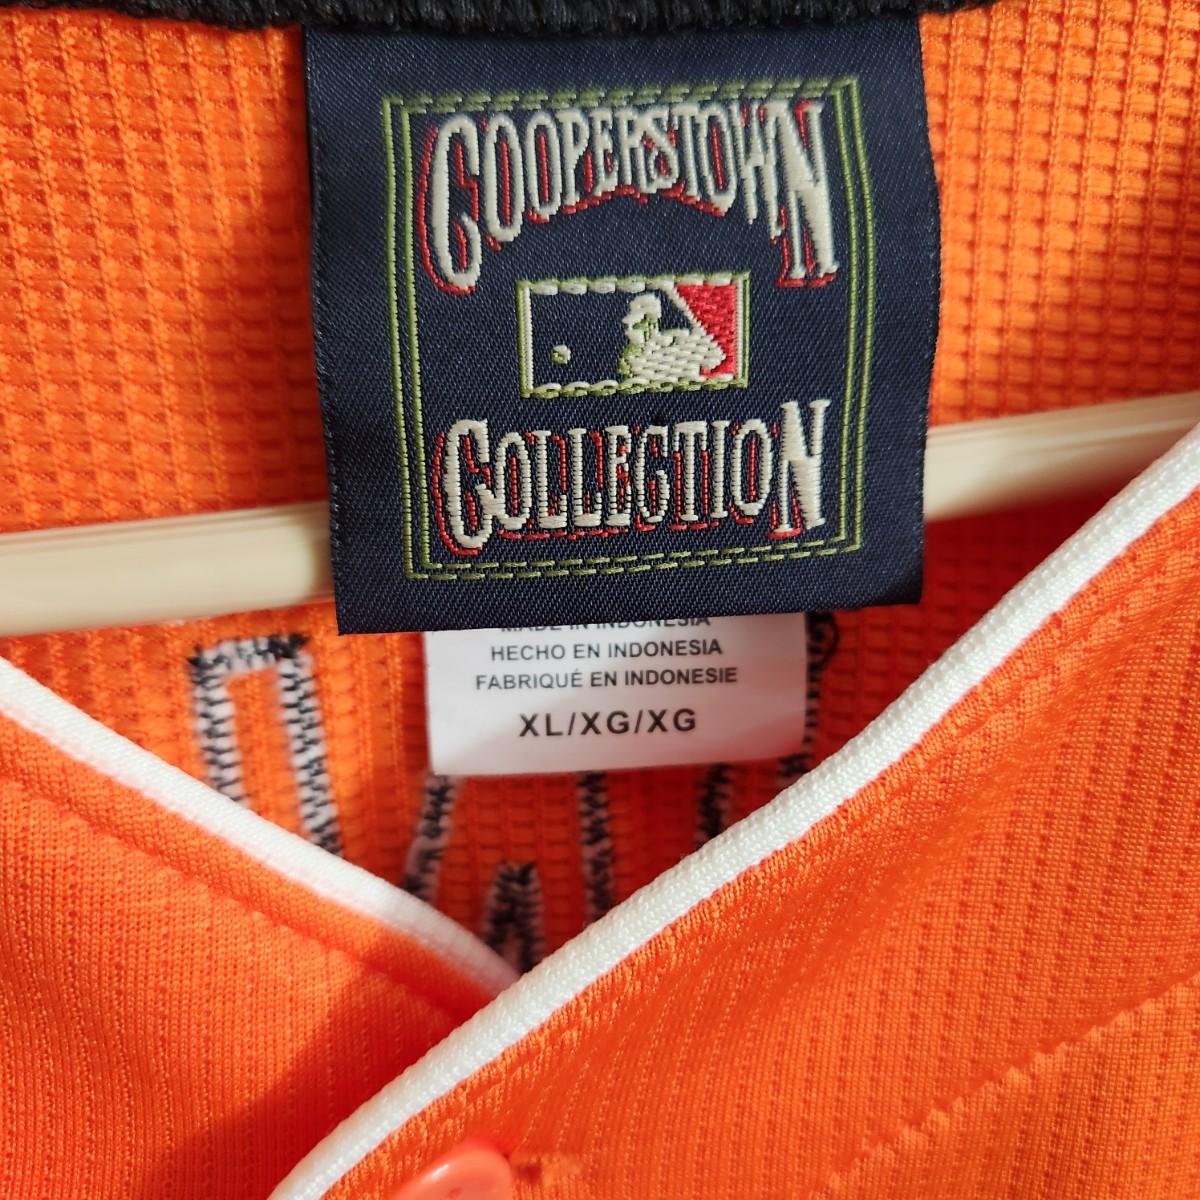 COOPERSTOWN
COLLECTION
MADE IN INDONESIA
HECHO EN INDONESIA
FABRIQUÉ EN INDONESIE
XL/XG/XG